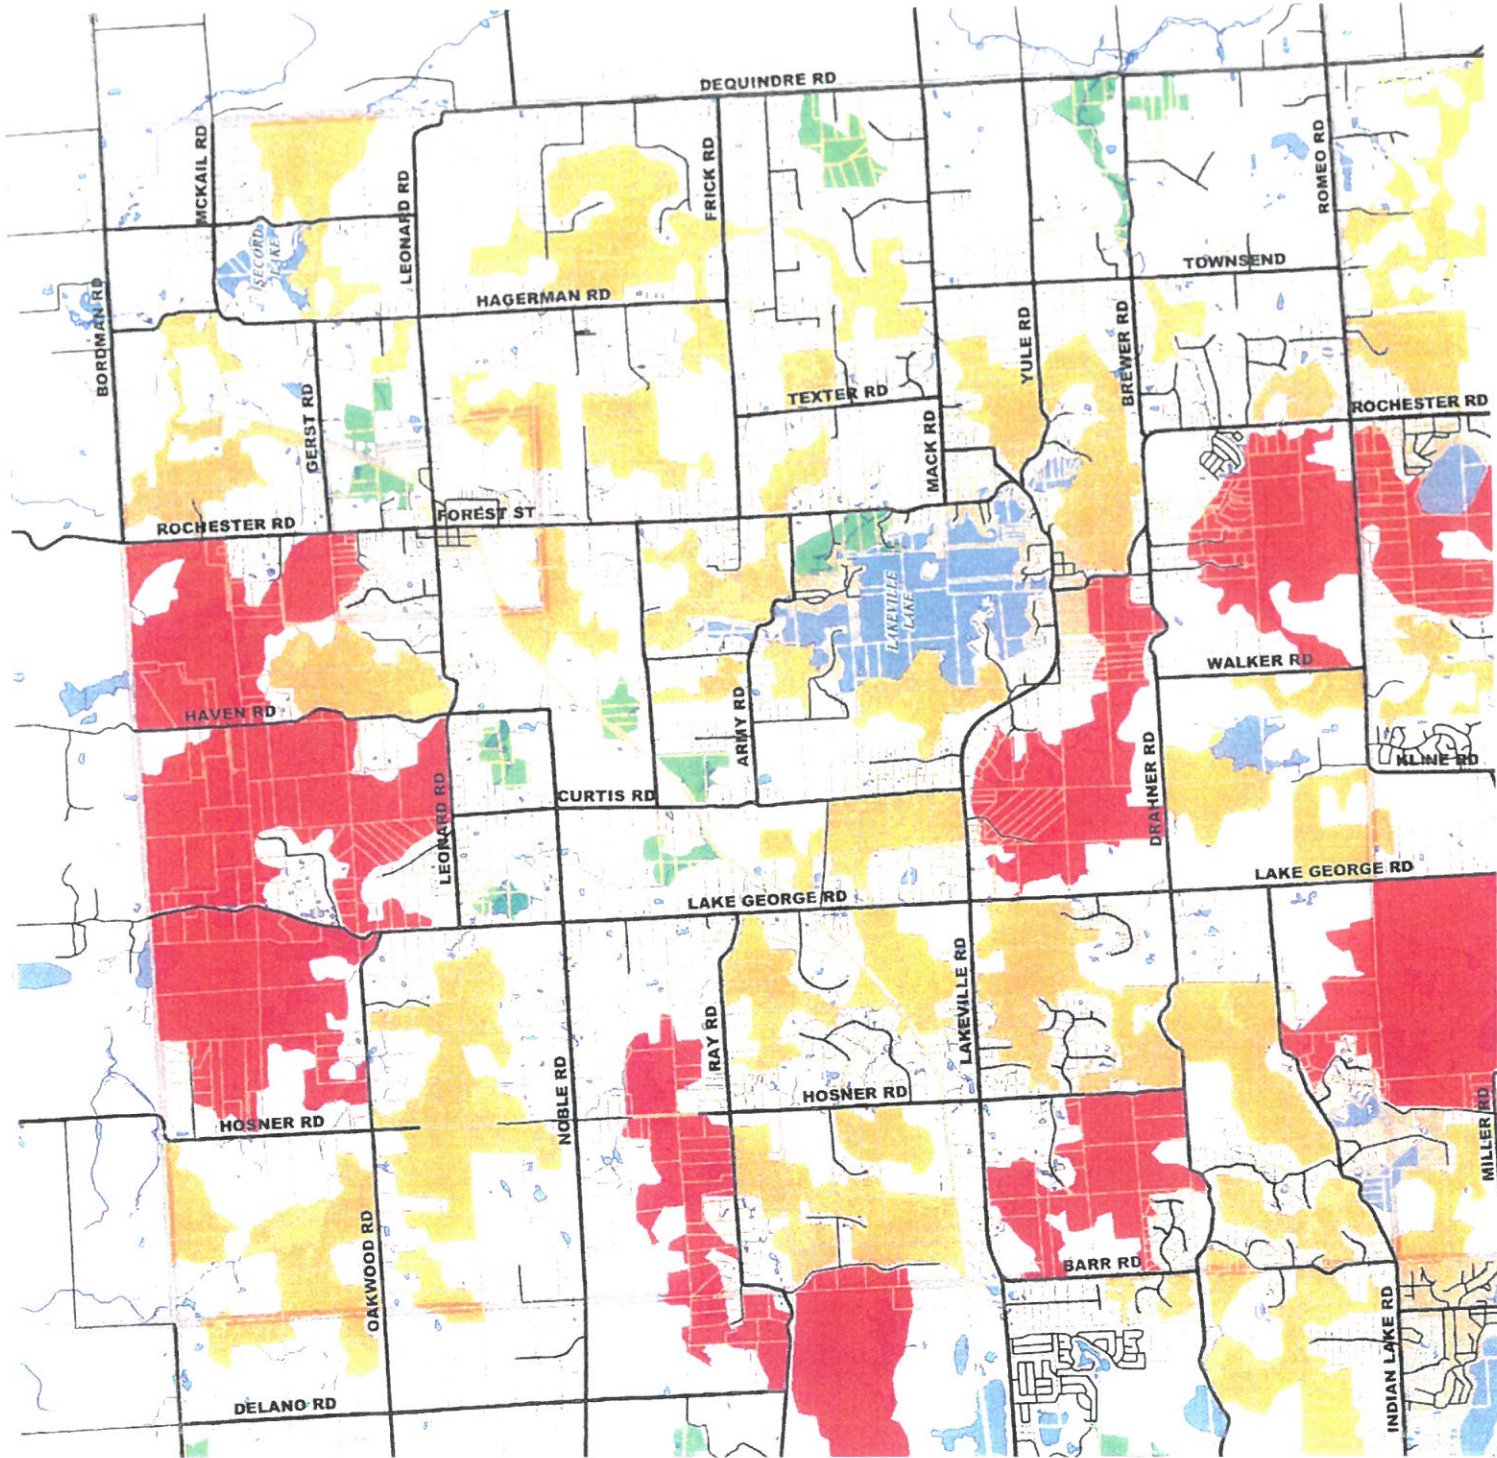 DEQUINDRE RD
MCKAIL RD
LEONARD RD
FRICK RD
ROMEO RD
SECORD
LAKE
TOWNSEND
BORDMAN RD
HAGERMAN RD
YULE RD
BREWER RD
GERST RD
TEXTER RD
ROCHESTER RD
MACK RD
ROCHESTER RD
FOREST ST
LAKEVILLE
LAKE
WALKER RD
HAVEN RD
ARMY RD
DRAHNER RD
KLINE RD
LEONARD RD
CURTIS RD
LAKE GEORGE RD
LAKE GEORGE RD
LAKEVILLE RD
RAY RD
NOBLE RD
HOSNER RD
HOSNER RD
MILLER RD
OAKWOOD RD
BARR RD
INDIAN LAKE RD
DELANO RD